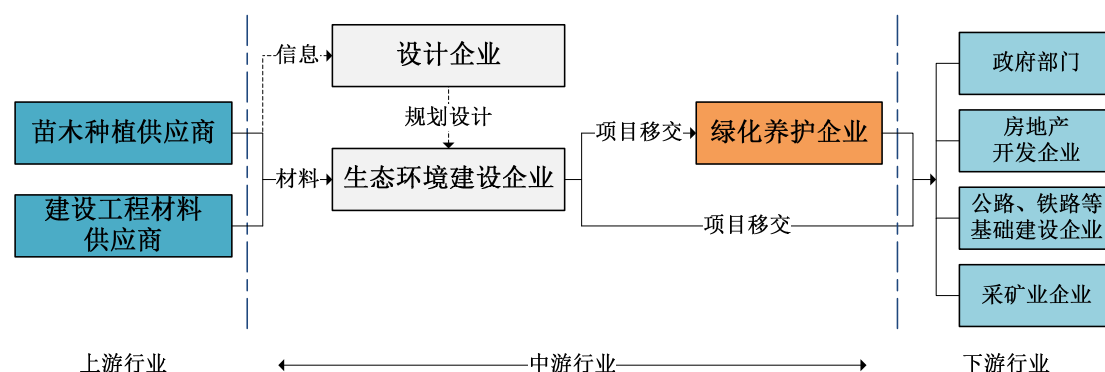 信息
设计企业
政府部门
苗木种植供应商
规划设计
项目移交
绿化养护企业
房地产
开发企业
材料
生态环境建设企业
建设工程材料
供应商
项目移交
公路、铁路等
基础建设企业
采矿业企业
上游行业
中游行业
下游行业